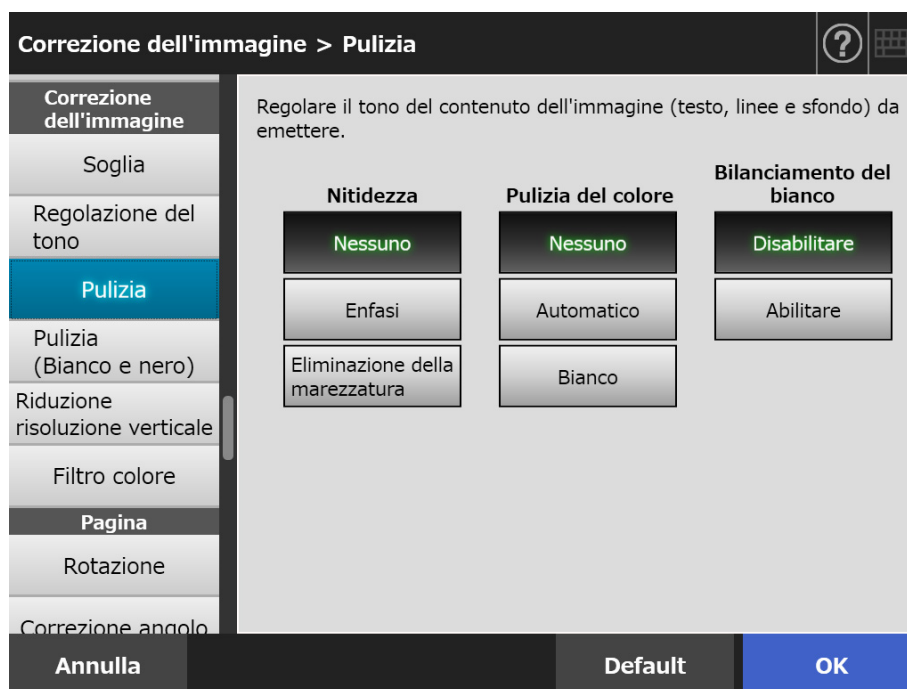 Correzione dell'immagine > Pulizia
?
Correzione
dell'immagine
Soglia
Regolazione del
tono
Pulizia
Pulizia
(Bianco e nero)
Riduzione
risoluzione verticale
Filtro colore
Pagina
Rotazione
Correzione angolo
Regolare il tono del contenuto dell'immagine (testo, linee e sfondo) da
emettere.
Nitidezza
Nessuno
Enfasi
Eliminazione della
marezzatura
Pulizia del colore
Nessuno
Automatico
Bianco
Bilanciamento del
bianco
Disabilitare
Abilitare
Annulla
Default
OK